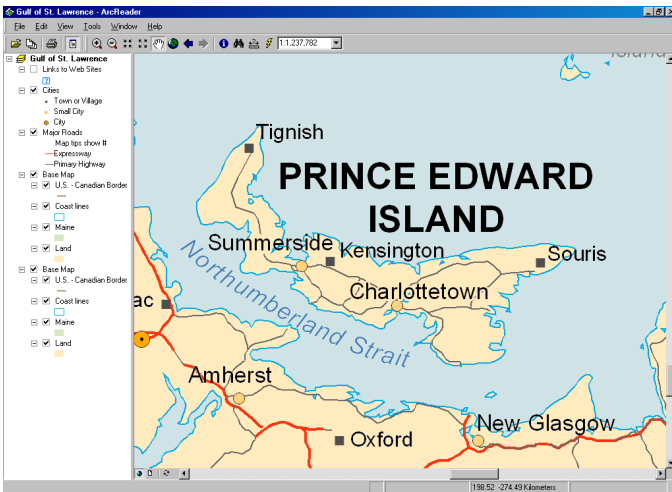 Gulf of St. Lawrence - ArcReader
File Edit View Tools Window Help
1:1,237,782
Gulf of St. Lawrence
Links to Web Sites
Cities
Town or Village
Small City
City
Major Roads
Map tips show #
Expressway
Primary Highway
Base Map
U.S. - Canadian Border
Coast lines
Maine
Land
Base Map
U.S. - Canadian Border
Coast lines
Maine
Land
Tignish
PRINCE EDWARD
ISLAND
Summerside
Kensington
Souris
Charlottetown
Northumberland Strait
ac
Amherst
Oxford
New Glasgow
198.52 -274.49 Kilometers